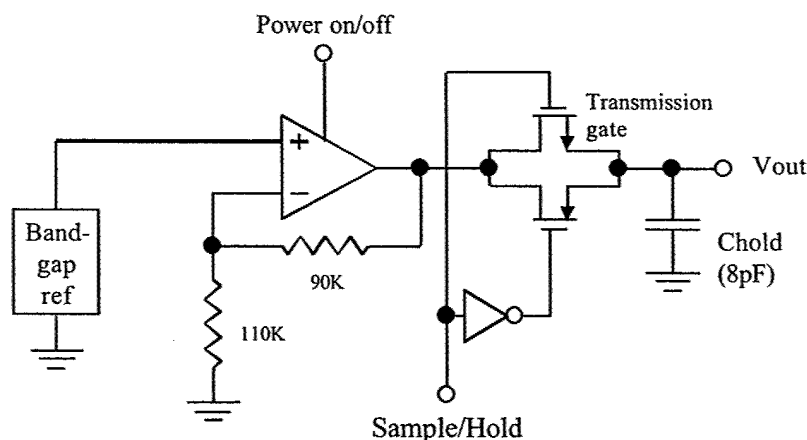 Power on/off
Transmission
gate
+
Vout
−
Band-
gap
ref
90K
Chold
(8pF)
110K
Sample/Hold